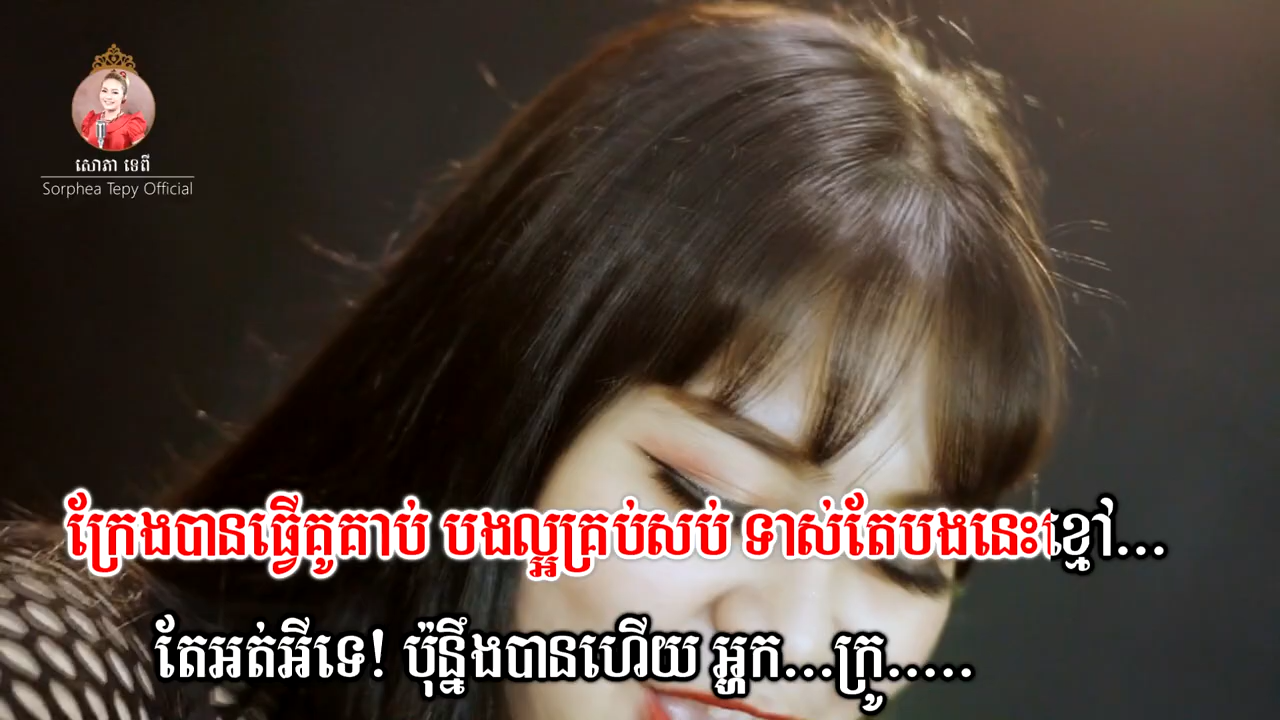 សោភា ទេពី
Sorphea Tepy Official
ក្រែងបានធ្វើគូគាប់ បងល្អគ្រប់សប់ ទាស់តែបងនេះខ្មៅ...
តែអត់អីទេ! ប៉ុន្នឹងបានហើយ អ្ហក...ក្រូ.....